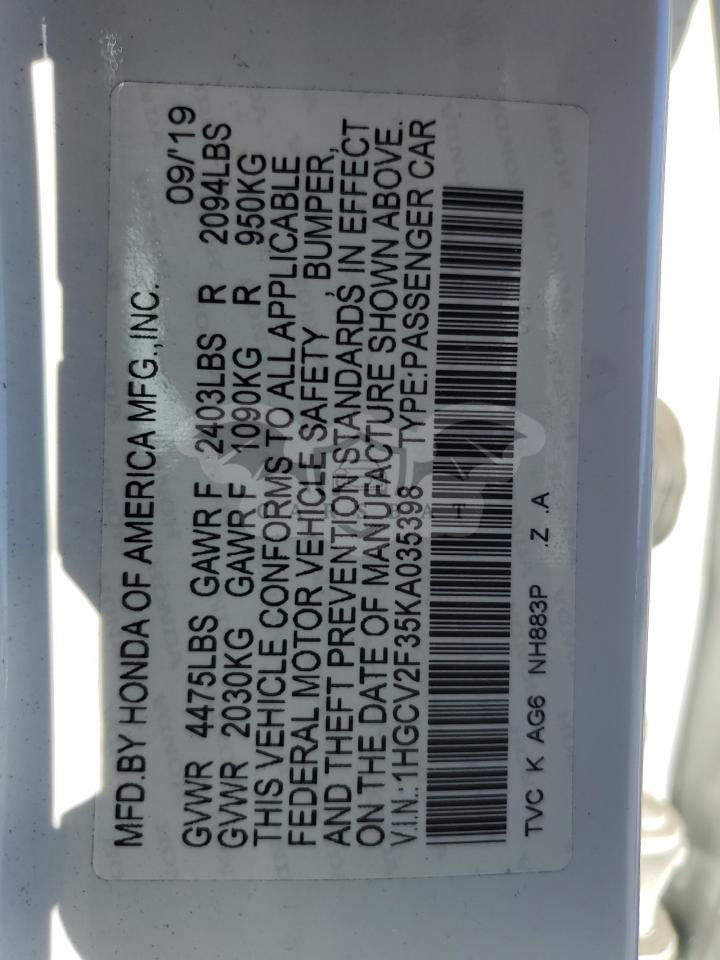 MFD.BY HONDA OF AMERICA MFG.,INC. 09/'19
GVWR 4475LBS GAWR F 2403LBS R 2094LBS
GVWR 2030KG GAWR F 1090KG R 950KG
THIS VEHICLE CONFORMS TO ALL APPLICABLE
FEDERAL MOTOR VEHICLE SAFETY , BUMPER,
AND THEFT PREVENTION STANDARDS IN EFFECT
ON THE DATE OF MANUFACTURE SHOWN ABOVE.
V.I.N.:1HGCV2F35KA035398 TYPE:PASSENGER CAR
TVC K AG6 NH883P .Z .A